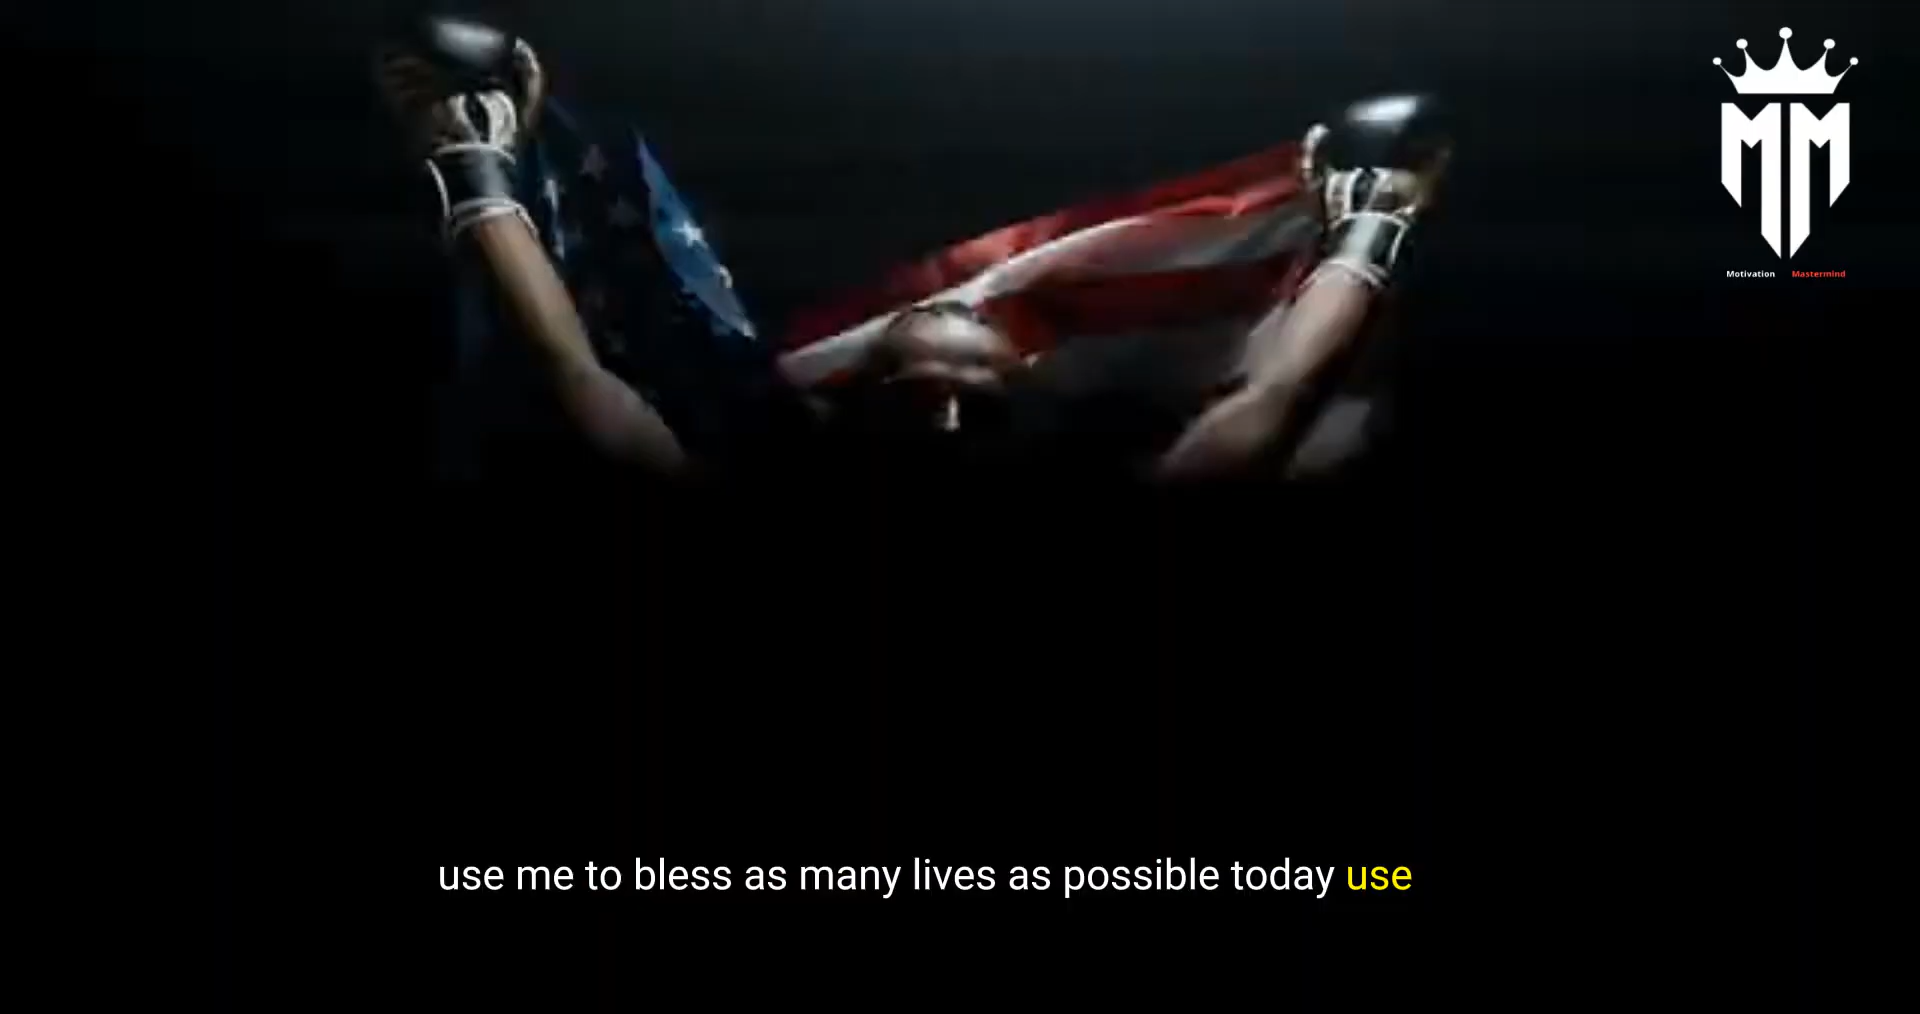 MM
Motivation Mastermind
use me to bless as many lives as possible today use